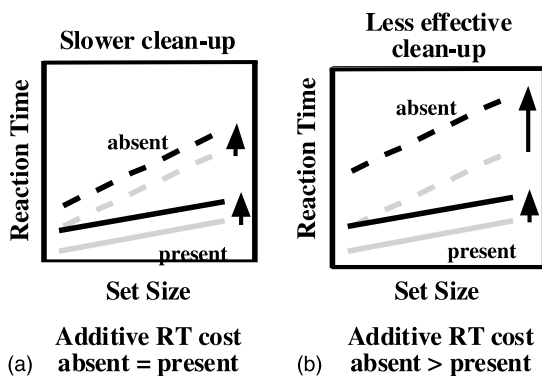 Slower clean-up
Reaction Time
absent
present
Set Size
Additive RT cost
(a) absent = present
Less effective
clean-up
Reaction Time
absent
present
Set Size
Additive RT cost
(b) absent > present